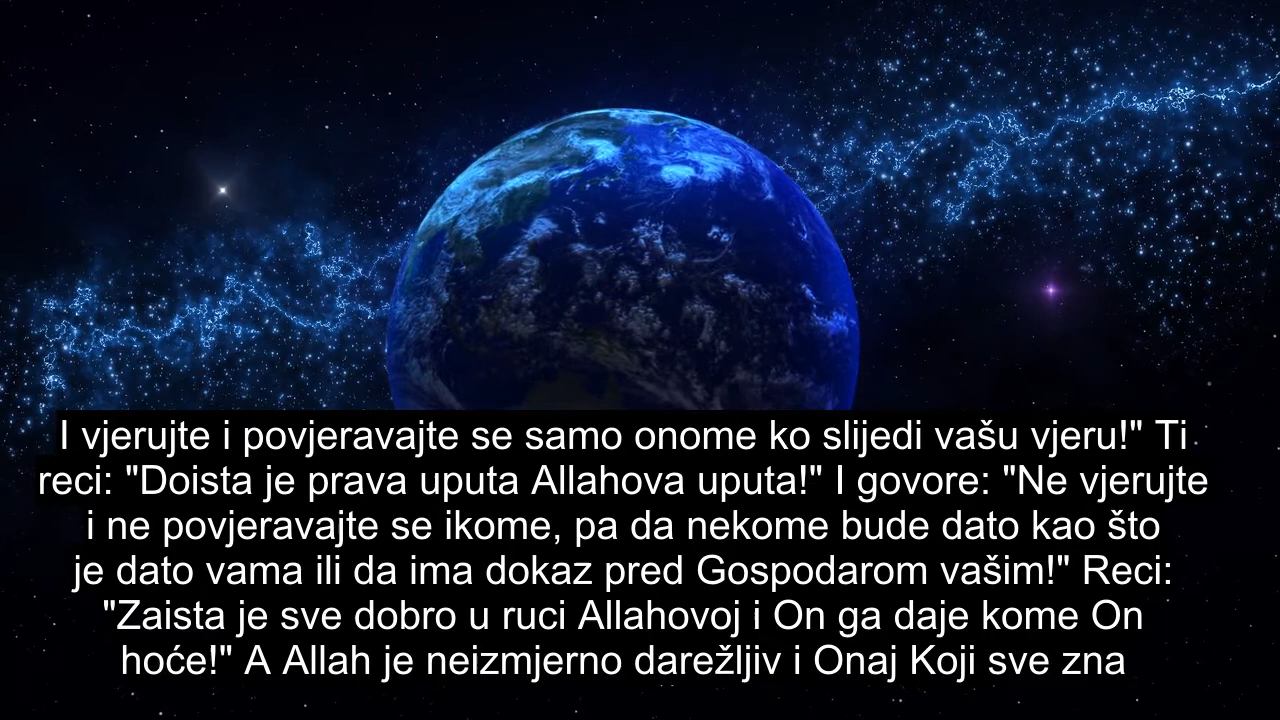 I vjerujte i povjeravajte se samo onome ko slijedi vašu vjeru!" Ti
reci: "Doista je prava uputa Allahova uputa!" I govore: "Ne vjerujte
i ne povjeravajte se ikome, pa da nekome bude dato kao što
je dato vama ili da ima dokaz pred Gospodarom vašim!" Reci:
"Zaista je sve dobro u ruci Allahovoj i On ga daje kome On
hoće!" A Allah je neizmjerno darežljiv i Onaj Koji sve zna